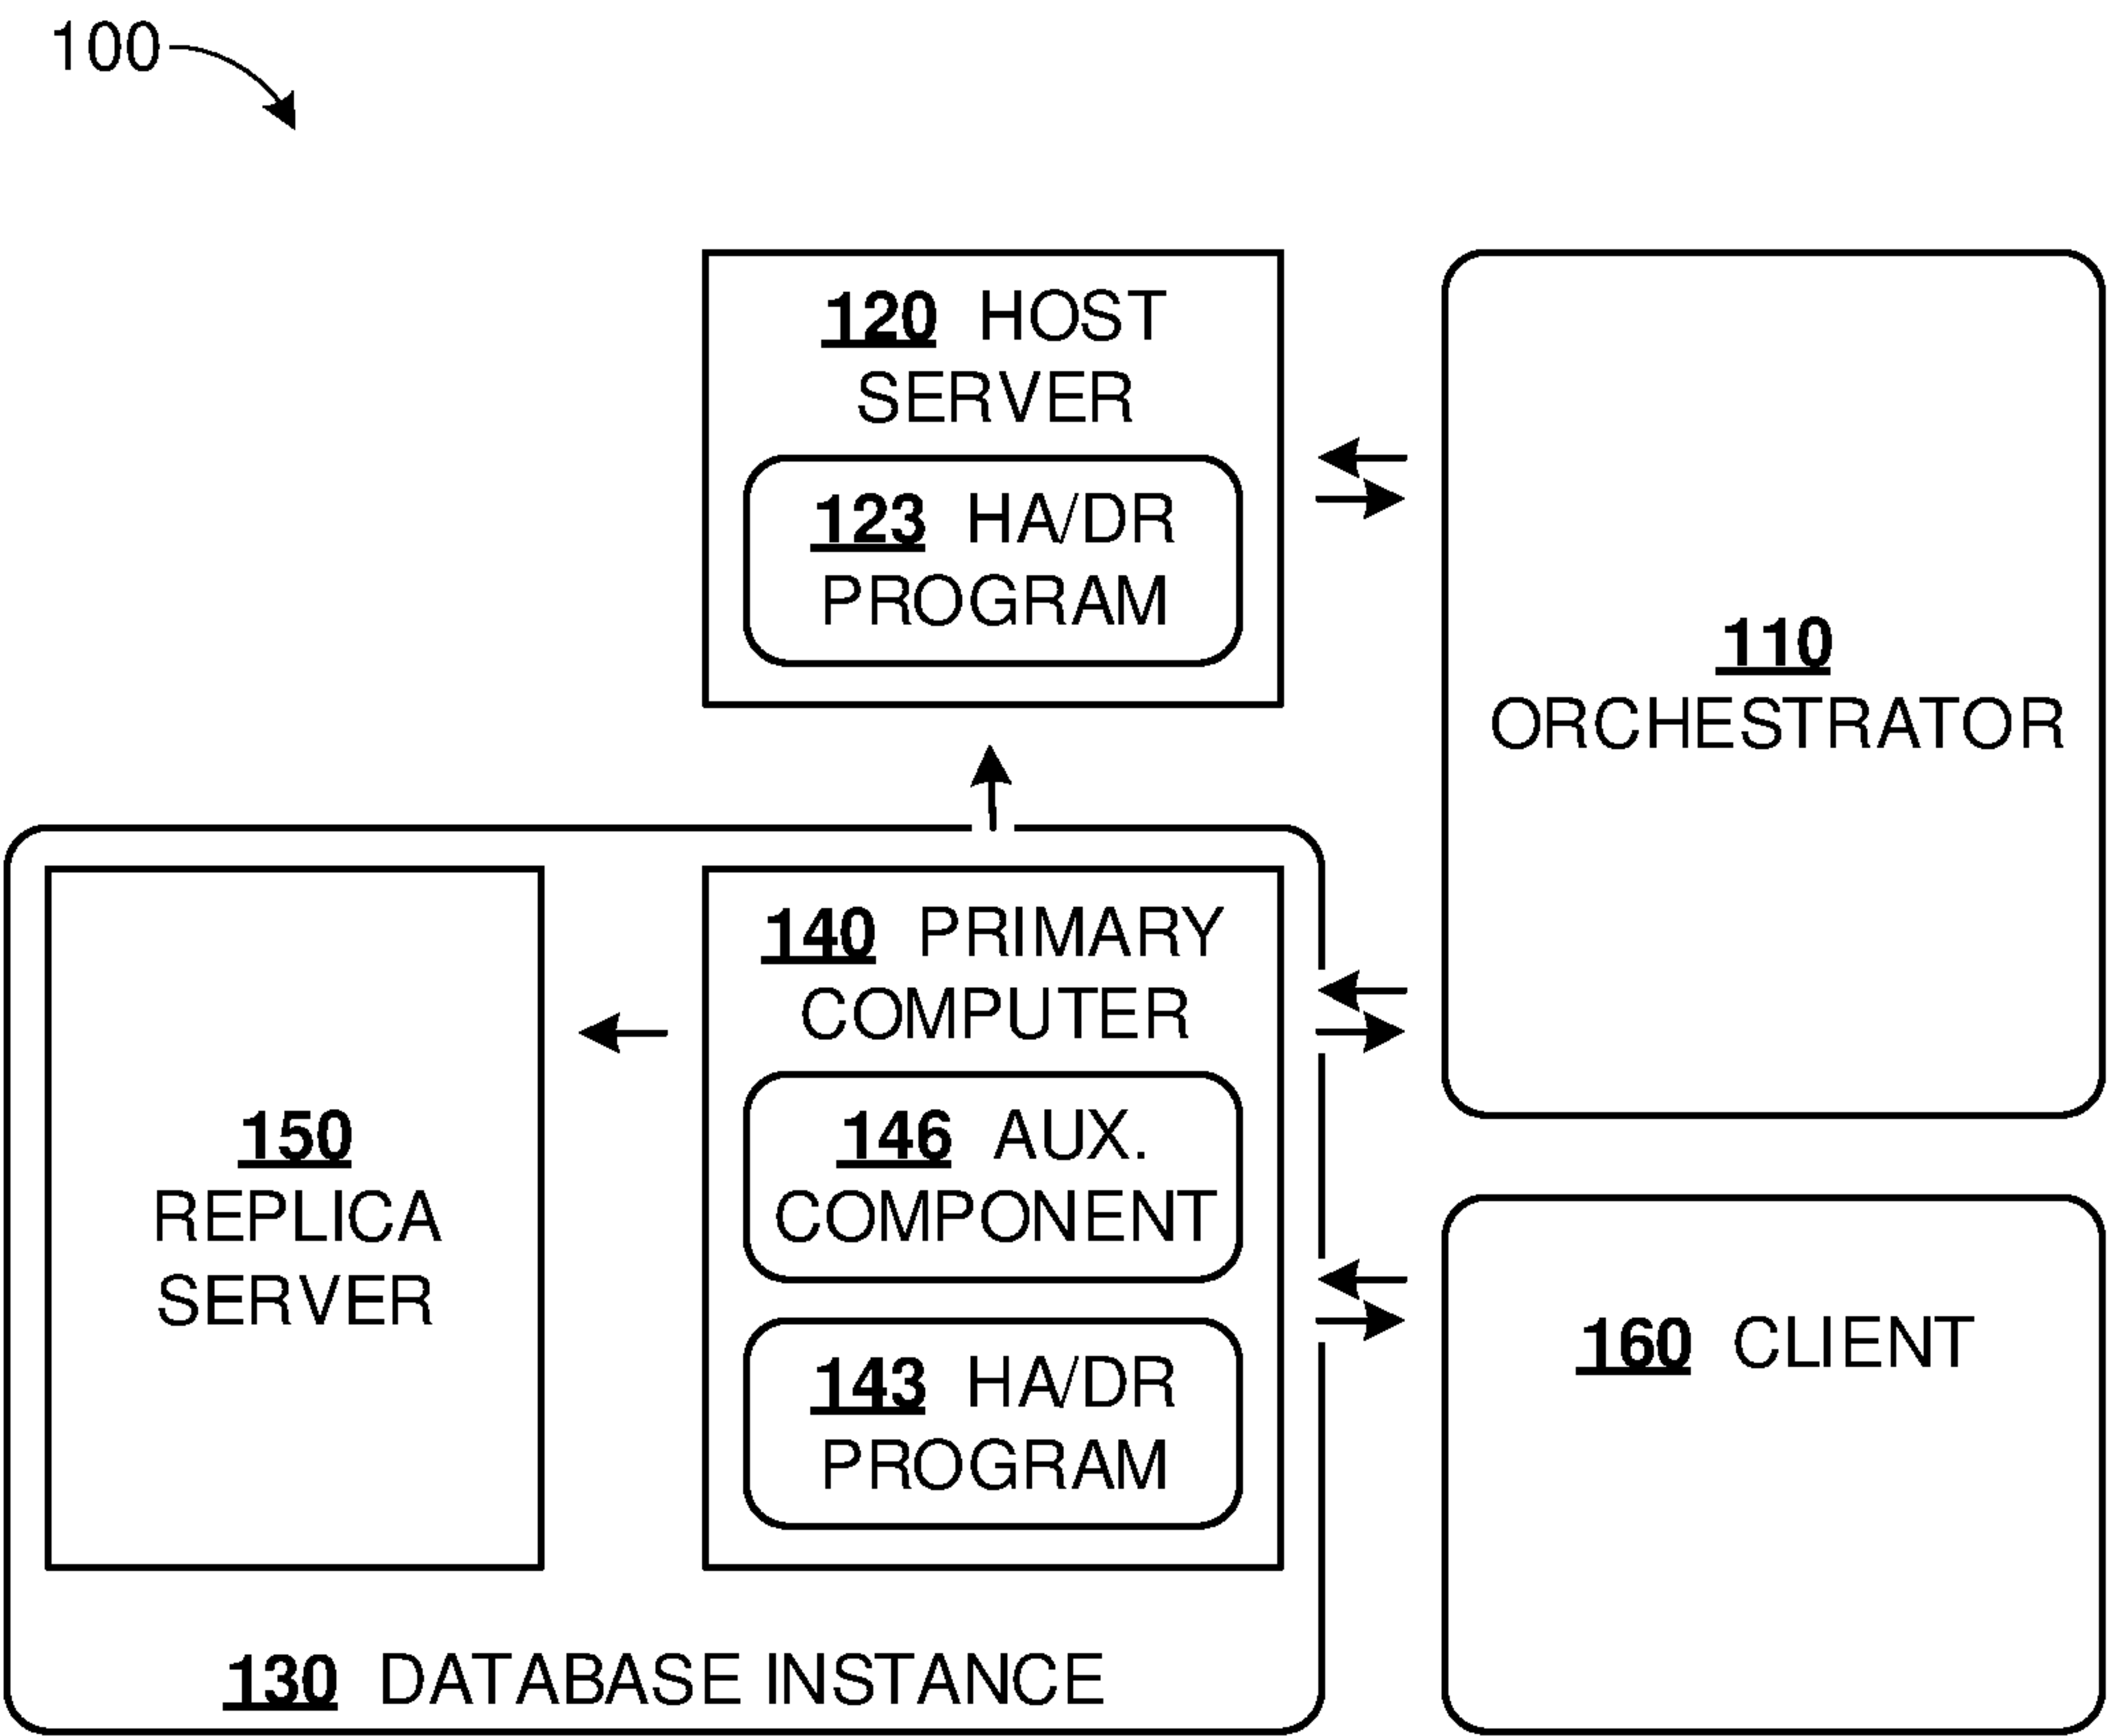 100
120 HOST
SERVER
123 HA/DR
PROGRAM
110
ORCHESTRATOR
140 PRIMARY
COMPUTER
146 AUX.
COMPONENT
143 HA/DR
PROGRAM
150
REPLICA
SERVER
130 DATABASE INSTANCE
160 CLIENT